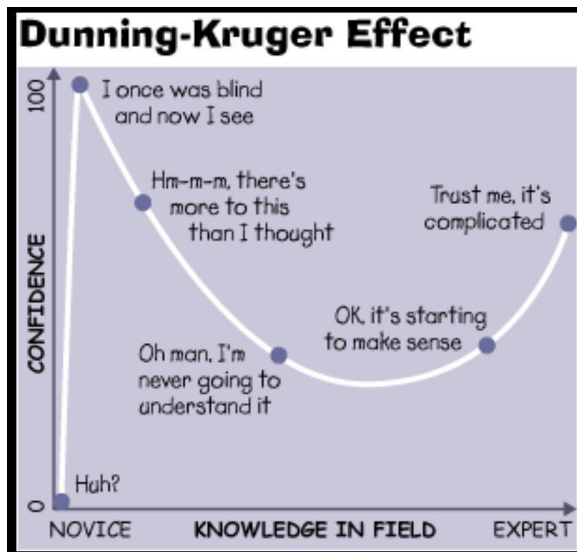 Dunning-Kruger Effect
100
I once was blind
and now I see
Hm-m-m, there's
more to this
than I thought
Trust me, it's
complicated
CONFIDENCE
OK, it's starting
to make sense
Oh man, I'm
never going to
understand it
Huh?
0
NOVICE
KNOWLEDGE IN FIELD
EXPERT